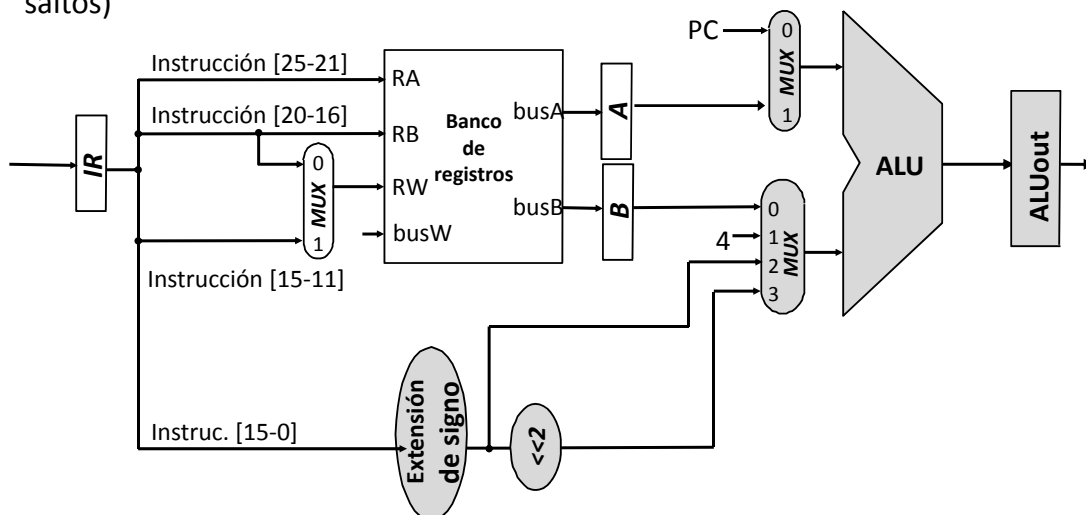 saltos)
PC
0
MUX
1
Instrucción [25-21]
RA
busA
A
Instrucción [20-16]
RB
Banco
de
registros
IR
0
MUX
1
RW
busB
B
busW
Instrucción [15-11]
4
0
1
2
3
MUX
ALU
ALUout
Instruc. [15-0]
Extensión
de signo
<<2